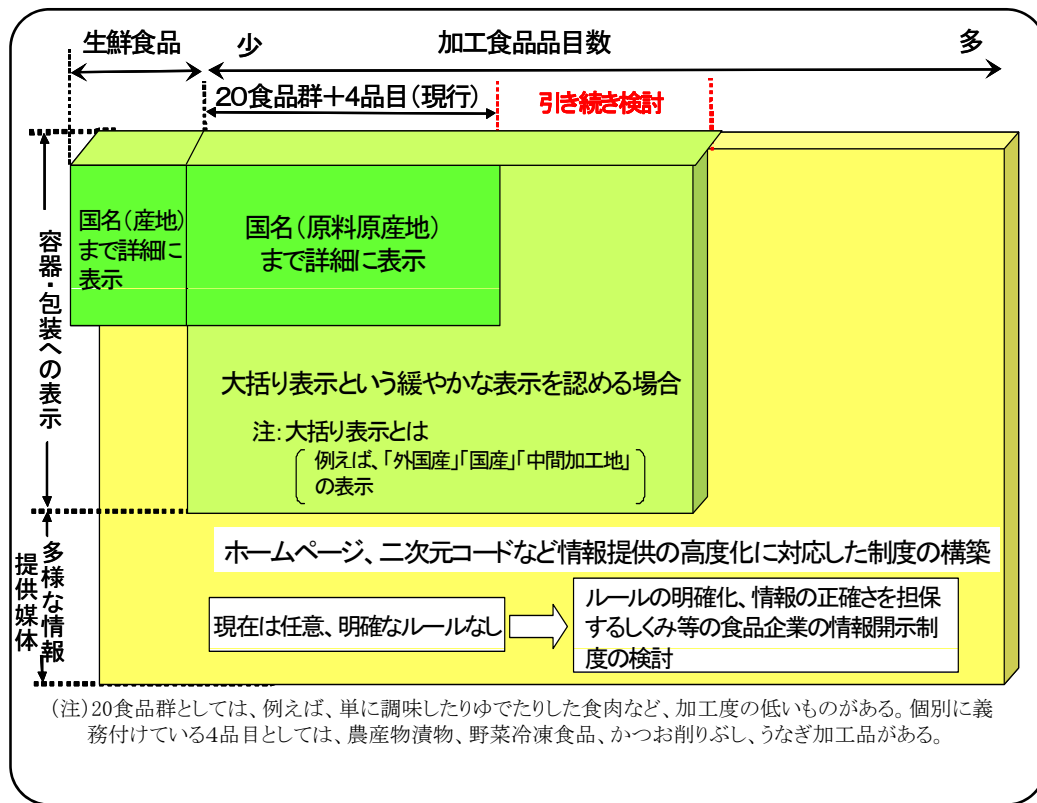 生鮮食品
少
加工食品品目数
多
20食品群＋4品目（現行）
引き続き検討
容器・包装への表示
国名（産地）
まで詳細に
表示
国名（原料原産地）
まで詳細に表示
大括り表示という緩やかな表示を認める場合
注：大括り表示とは
例えば、「外国産」「国産」「中間加工地」
の表示
多様な情報
提供媒体
ホームページ、二次元コードなど情報提供の高度化に対応した制度の構築
現在は任意、明確なルールなし
ルールの明確化、情報の正確さを担保
するしくみ等の食品企業の情報開示制
度の検討
（注）20食品群としては、例えば、単に調味したりゆでたりした食肉など、加工度の低いものがある。個別に義
務付けている4品目としては、農産物漬物、野菜冷凍食品、かつお削りぶし、うなぎ加工品がある。